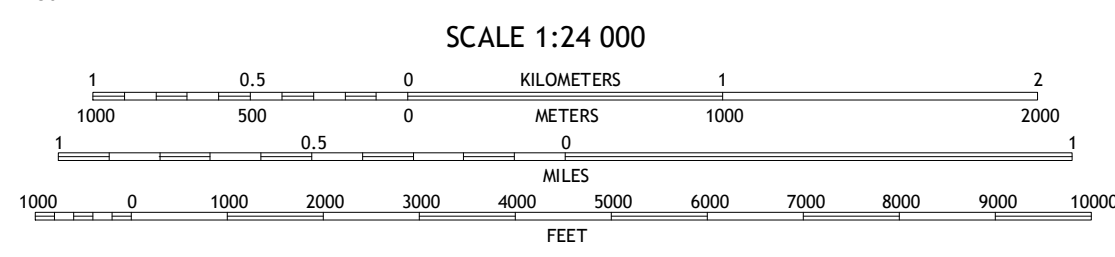 SCALE 1:24 000
1 0.5 0 KILOMETERS 1 2
1000 500 0 METERS 1000 2000
1 0.5 0 1
MILES
1000 0 1000 2000 3000 4000 5000 6000 7000 8000 9000 10000
FEET